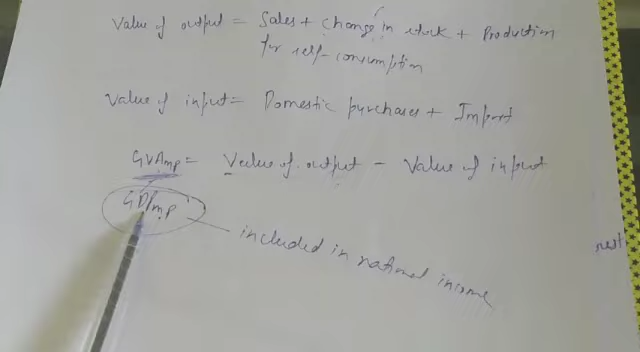 Value of output = Sales + Change in stock + Production
for self-consumption
Value of input = Domestic purchases + Import
GVAmp = Value of output - Value of input
GDPmp - included in national income